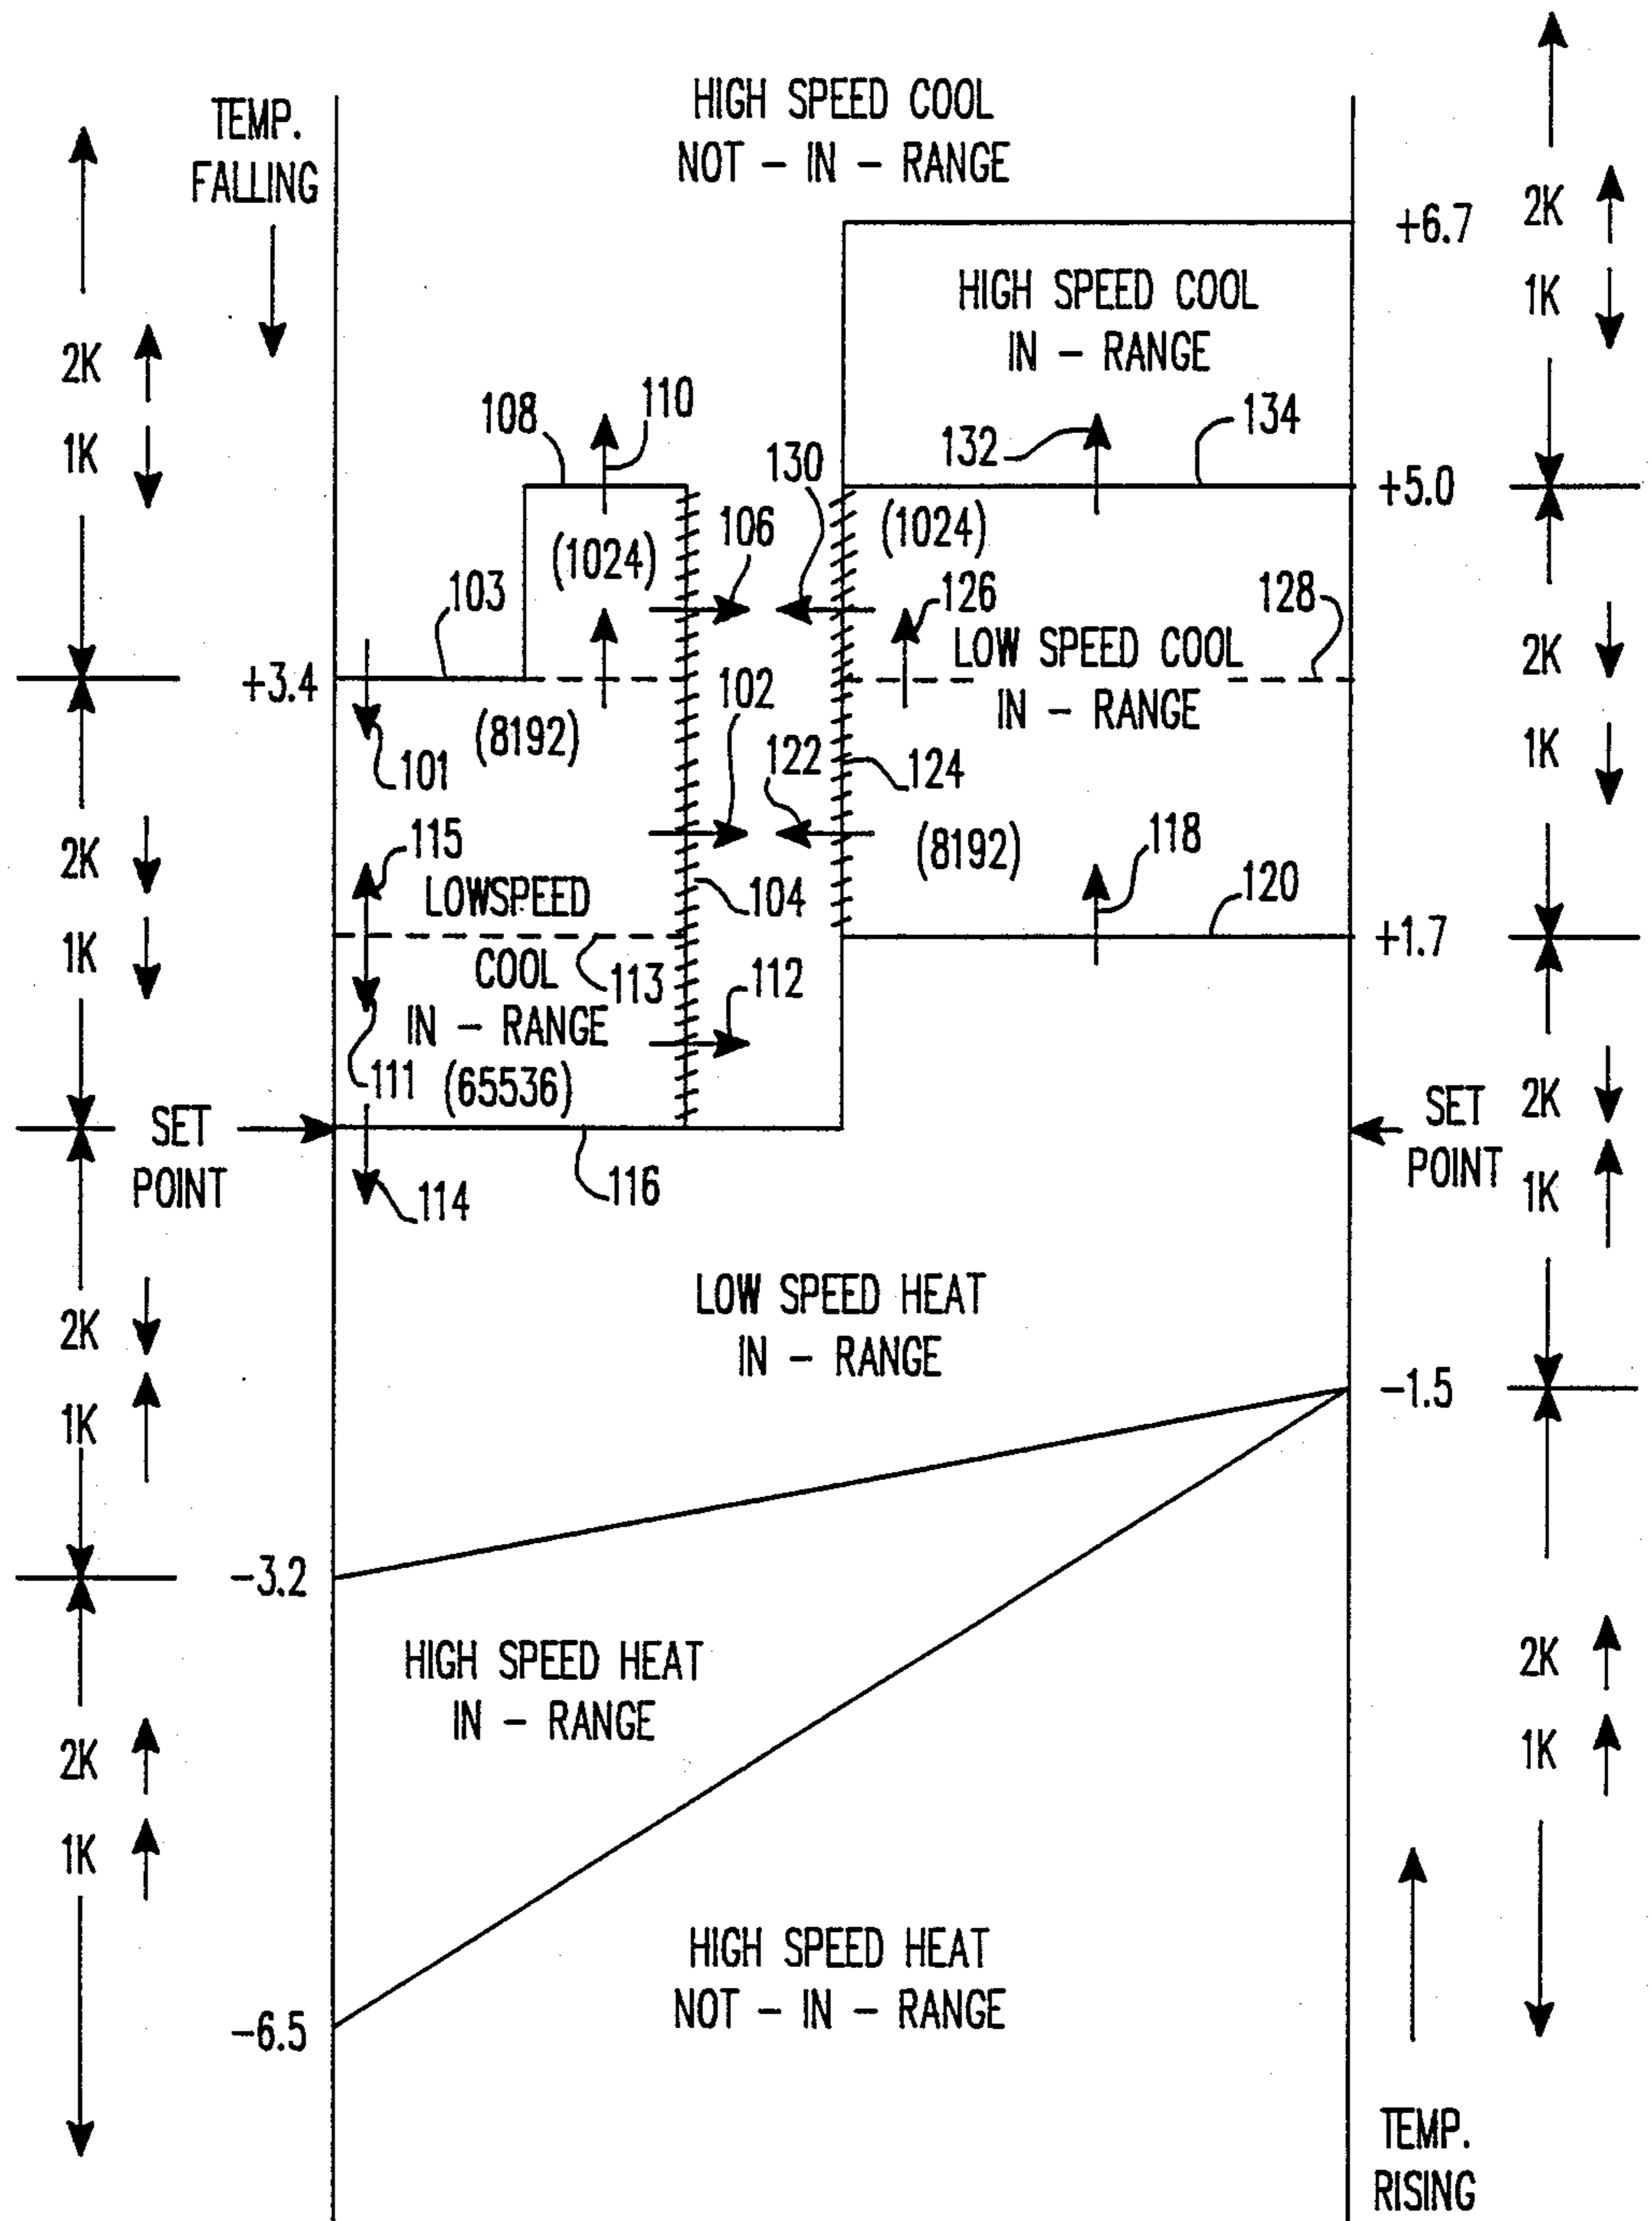 HIGH SPEED COOL
NOT - IN - RANGE
TEMP.
FALLING
2K
+6.7
1K
HIGH SPEED COOL
IN - RANGE
2K
1K
108
110
130
132
134
+5.0
(1024)
106
(1024)
103
126
128
LOW SPEED COOL
IN - RANGE
2K
+3.4
102
1K
(8192)
101
122
124
2K
115
(8192)
118
LOWSPEED
104
120
1K
+1.7
COOL
113
112
IN - RANGE
111
(65536)
2K
SET
POINT
SET
POINT
1K
114
116
LOW SPEED HEAT
IN - RANGE
2K
1K
-1.5
-3.2
HIGH SPEED HEAT
IN - RANGE
2K
2K
1K
1K
HIGH SPEED HEAT
NOT - IN - RANGE
-6.5
TEMP.
RISING